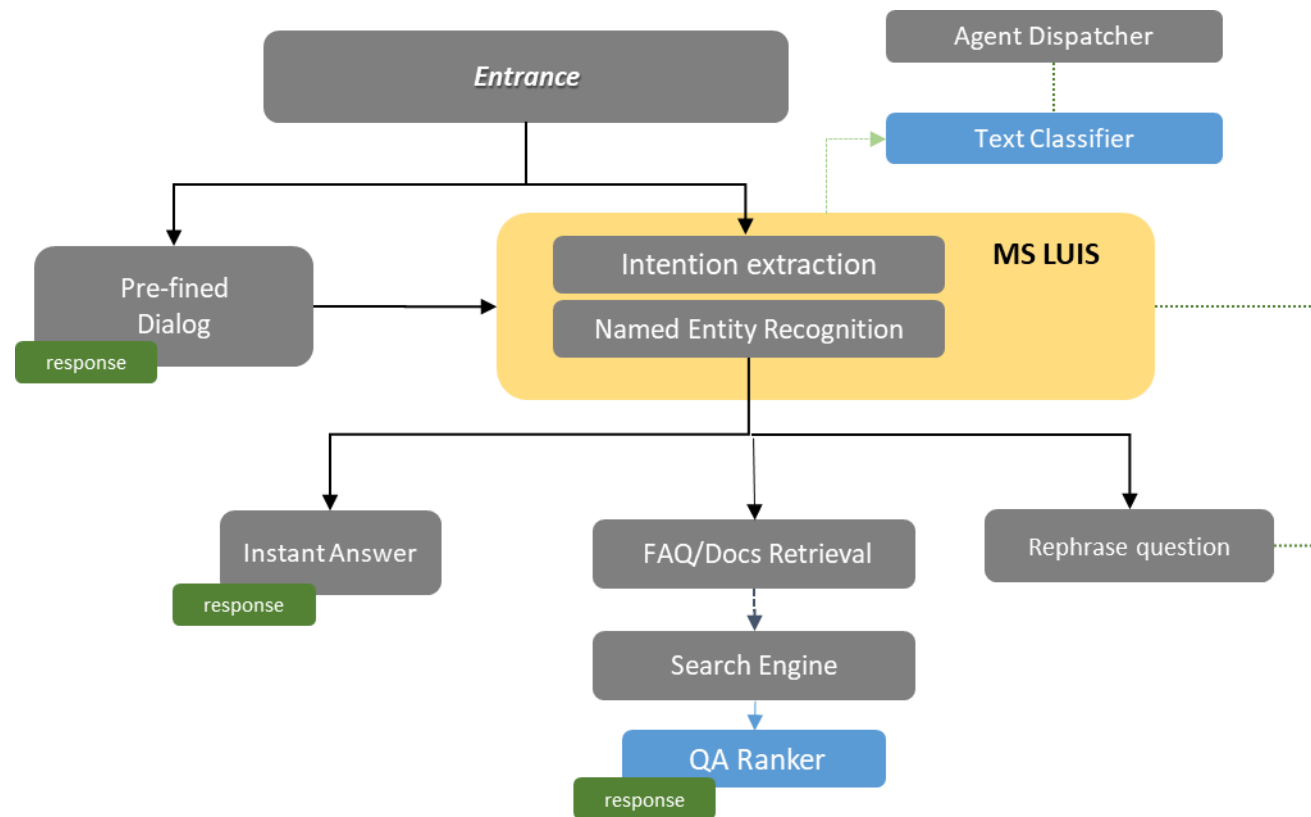 Entrance
Agent Dispatcher
Text Classifier
MS LUIS
Intention extraction
Named Entity Recognition
Pre-fined
Dialog
response
Instant Answer
response
FAQ/Docs Retrieval
Rephrase question
Search Engine
QA Ranker
response